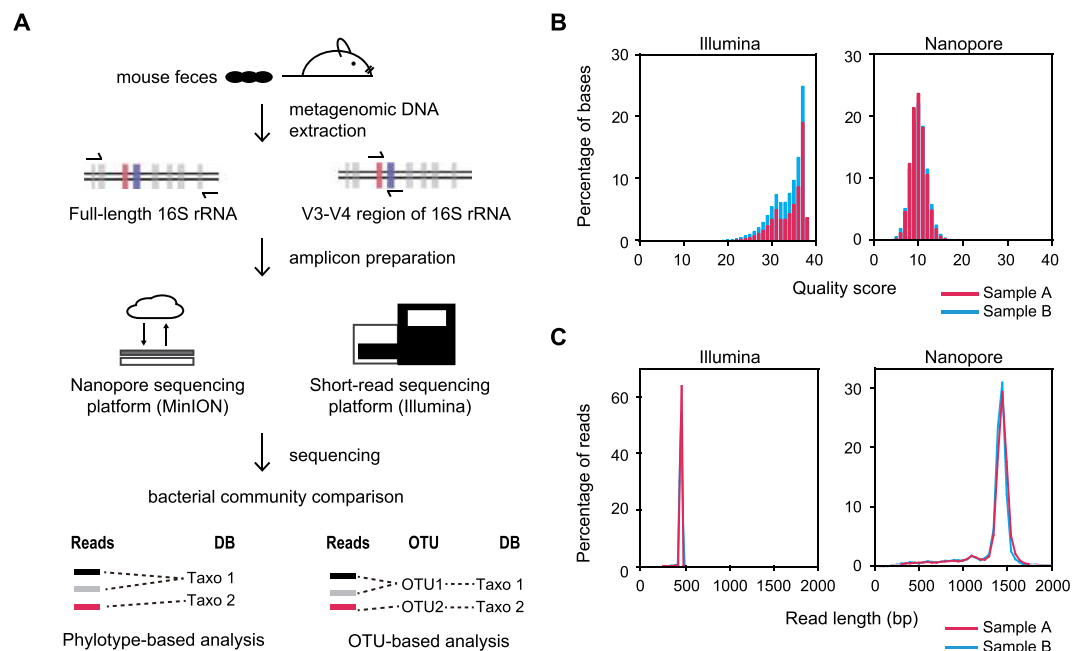 A
mouse feces
metagenomic DNA
extraction
Full-length 16S rRNA
V3-V4 region of 16S rRNA
amplicon preparation
Nanopore sequencing
platform (MinION)
Short-read sequencing
platform (Illumina)
sequencing
bacterial community comparison
Reads DB
Taxo 1
Taxo 2
Phylotype-based analysis
Reads OTU DB
OTU1 Taxo 1
OTU2 Taxo 2
OTU-based analysis
B
Illumina
Nanopore
Percentage of bases
30
20
10
0
0 10 20 30 40
30
20
10
0
0 10 20 30 40
Quality score
Sample A
Sample B
C
Illumina
Nanopore
Percentage of reads
60
40
20
0
0 500 1000 1500 2000
30
20
10
0
0 500 1000 1500 2000
Read length (bp)
Sample A
Sample B